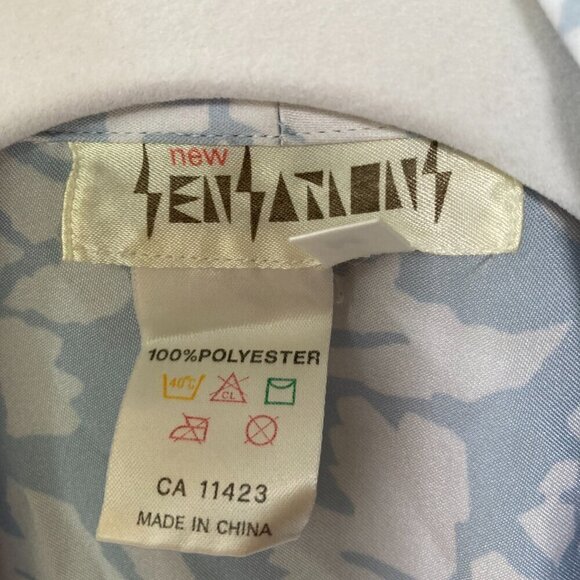 new
SENSATIONS
100%POLYESTER
40°C
CL
CA 11423
MADE IN CHINA